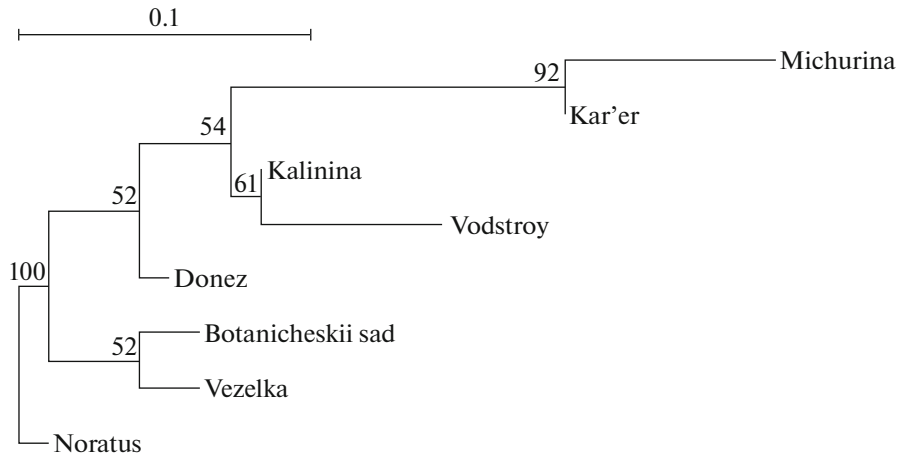 0.1
92
Michurina
Kar’er
54
Kalinina
61
52
Vodstroy
Donez
100
Botanicheskii sad
52
Vezelka
Noratus